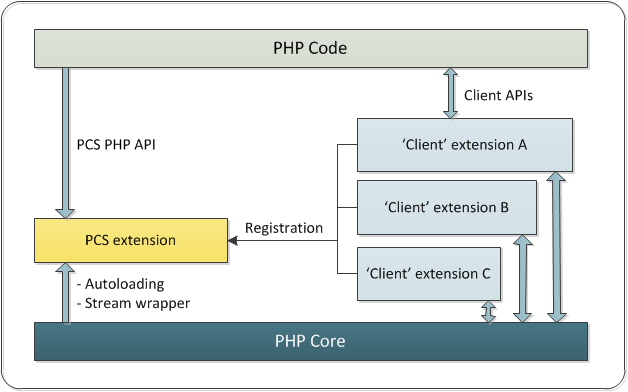 PHP Code
Client APIs
PCS PHP API
‘Client’ extension A
‘Client’ extension B
Registration
PCS extension
‘Client’ extension C
- Autoloading
- Stream wrapper
PHP Core